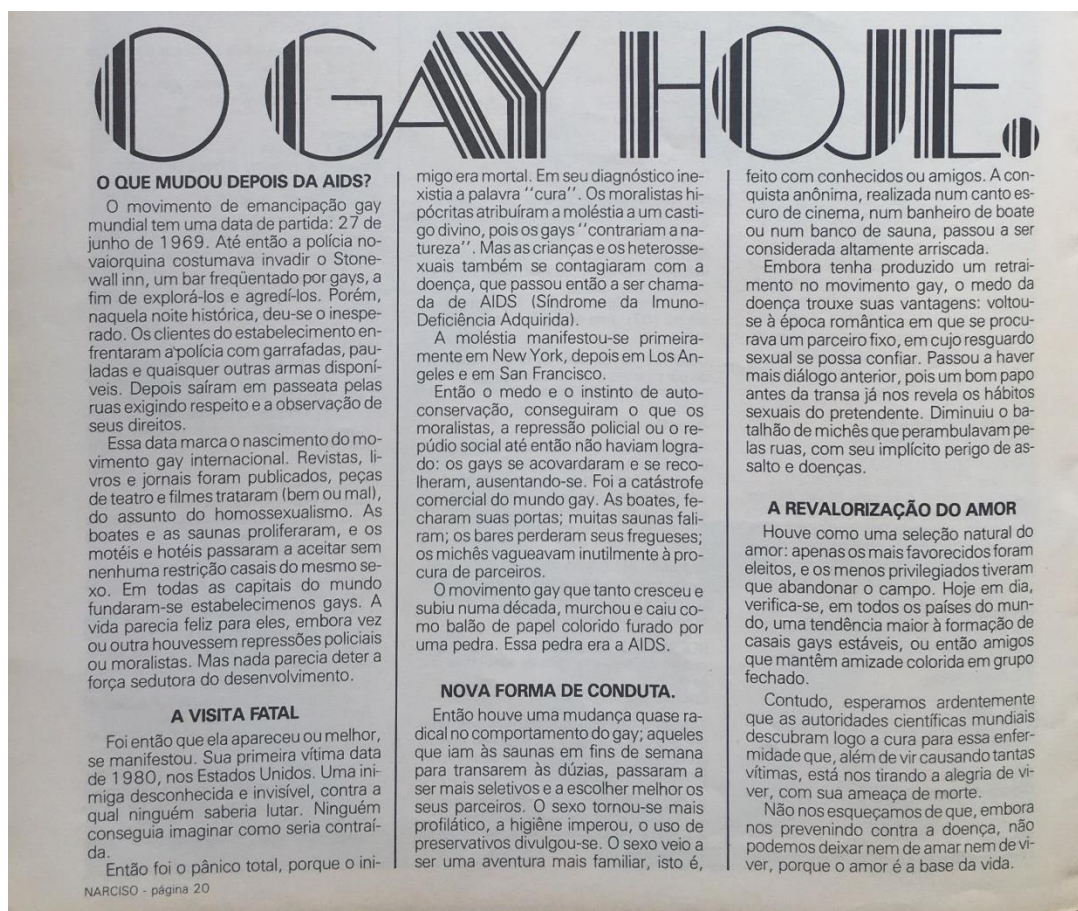 O GAY HOJE.
O QUE MUDOU DEPOIS DA AIDS?
O movimento de emancipação gay
mundial tem uma data de partida: 27 de
junho de 1969. Até então a polícia no-
vaiorquina costumava invadir o Stone-
wall inn, um bar freqüentado por gays, a
fim de explorá-los e agredí-los. Porém,
naquela noite histórica, deu-se o inespe-
rado. Os clientes do estabelecimento en-
frentaram a polícia com garrafadas, pau-
ladas e quaisquer outras armas disponí-
veis. Depois saíram em passeata pelas
ruas exigindo respeito e a observação de
seus direitos.
Essa data marca o nascimento do mo-
vimento gay internacional. Revistas, li-
vros e jornais foram publicados, peças
de teatro e filmes trataram (bem ou mal),
do assunto do homossexualismo. As
boates e as saunas proliferaram, e os
motéis e hotéis passaram a aceitar sem
nenhuma restrição casais do mesmo se-
xo. Em todas as capitais do mundo
fundaram-se estabelecimenos gays. A
vida parecia feliz para eles, embora vez
ou outra houvessem repressões policiais
ou moralistas. Mas nada parecia deter a
força sedutora do desenvolvimento.
A VISITA FATAL
Foi então que ela apareceu ou melhor,
se manifestou. Sua primeira vítima data
de 1980, nos Estados Unidos. Uma ini-
miga desconhecida e invisível, contra a
qual ninguém saberia lutar. Ninguém
conseguia imaginar como seria contraí-
da.
Então foi o pânico total, porque o ini-
migo era mortal. Em seu diagnóstico ine-
xistia a palavra "cura". Os moralistas hi-
pócritas atribuíram a moléstia a um casti-
go divino, pois os gays "contrariam a na-
tureza". Mas as crianças e os heterosse-
xuais também se contagiaram com a
doença, que passou então a ser chama-
da de AIDS (Síndrome da Imuno-
Deficiência Adquirida).
A moléstia manifestou-se primeira-
mente em New York, depois em Los An-
geles e em San Francisco.
Então o medo e o instinto de auto-
conservação, conseguiram o que os
moralistas, a repressão policial ou o re-
púdio social até então não haviam logra-
do: os gays se acovardaram e se reco-
lheram, ausentando-se. Foi a catástrofe
comercial do mundo gay. As boates, fe-
charam suas portas; muitas saunas fali-
ram; os bares perderam seus fregueses;
os michês vagueavam inutilmente à pro-
cura de parceiros.
O movimento gay que tanto cresceu e
subiu numa década, murchou e caiu co-
mo balão de papel colorido furado por
uma pedra. Essa pedra era a AIDS.
NOVA FORMA DE CONDUTA.
Então houve uma mudança quase ra-
dical no comportamento do gay; aqueles
que iam às saunas em fins de semana
para transarem às dúzias, passaram a
ser mais seletivos e a escolher melhor os
seus parceiros. O sexo tornou-se mais
profilático, a higiêne imperou, o uso de
preservativos divulgou-se. O sexo veio a
ser uma aventura mais familiar, isto é,
feito com conhecidos ou amigos. A con-
quista anônima, realizada num canto es-
curo de cinema, num banheiro de boate
ou num banco de sauna, passou a ser
considerada altamente arriscada.
Embora tenha produzido um retrai-
mento no movimento gay, o medo da
doença trouxe suas vantagens: voltou-
se à época romântica em que se procu-
rava um parceiro fixo, em cujo resguardo
sexual se possa confiar. Passou a haver
mais diálogo anterior, pois um bom papo
antes da transa já nos revela os hábitos
sexuais do pretendente. Diminuiu o ba-
talhão de michês que perambulavam pe-
las ruas, com seu implícito perigo de as-
salto e doenças.
A REVALORIZAÇÃO DO AMOR
Houve como uma seleção natural do
amor: apenas os mais favorecidos foram
eleitos, e os menos privilegiados tiveram
que abandonar o campo. Hoje em dia,
verifica-se, em todos os países do mun-
do, uma tendência maior à formação de
casais gays estáveis, ou então amigos
que mantêm amizade colorida em grupo
fechado.
Contudo, esperamos ardentemente
que as autoridades científicas mundiais
descubram logo a cura para essa enfer-
midade que, além de vir causando tantas
vítimas, está nos tirando a alegria de vi-
ver, com sua ameaça de morte.
Não nos esqueçamos de que, embora
nos prevenindo contra a doença, não
podemos deixar nem de amar nem de vi-
ver, porque o amor é a base da vida.
NARCISO - página 20